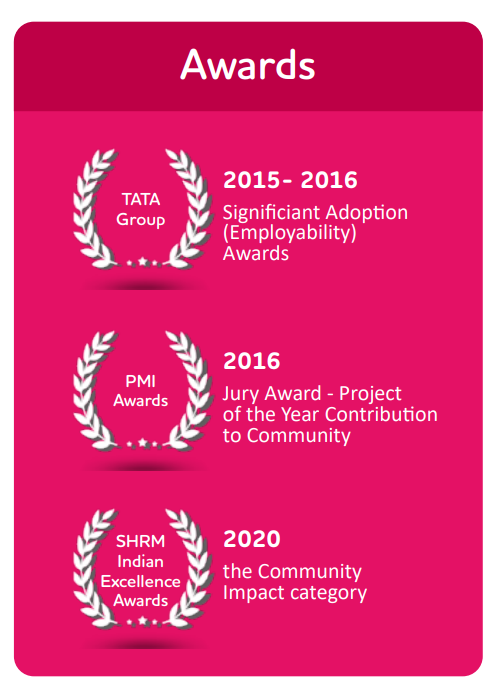 Awards
TATA
Group
2015- 2016
Significiant Adoption
(Employability)
Awards
PMI
Awards
2016
Jury Award - Project
of the Year Contribution
to Community
SHRM
Indian
Excellence
Awards
2020
the Community
Impact category